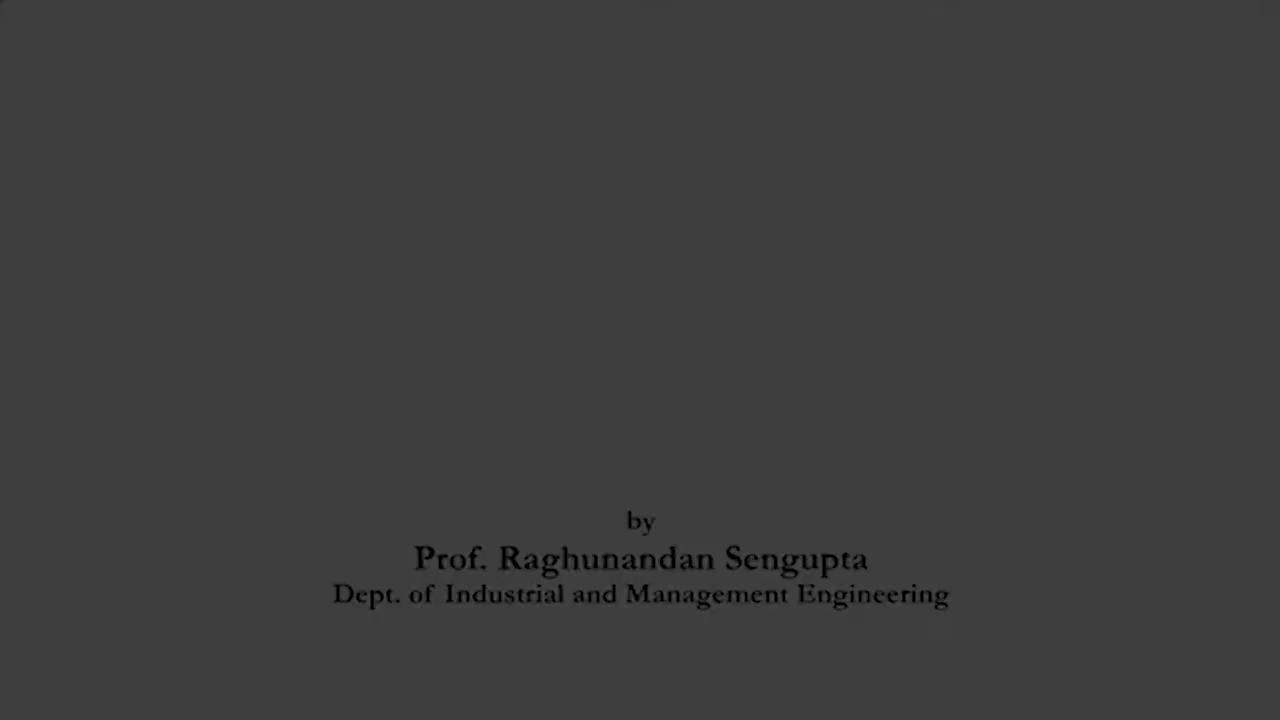 by
Prof. Raghunandan Sengupta
Dept. of Industrial and Management Engineering